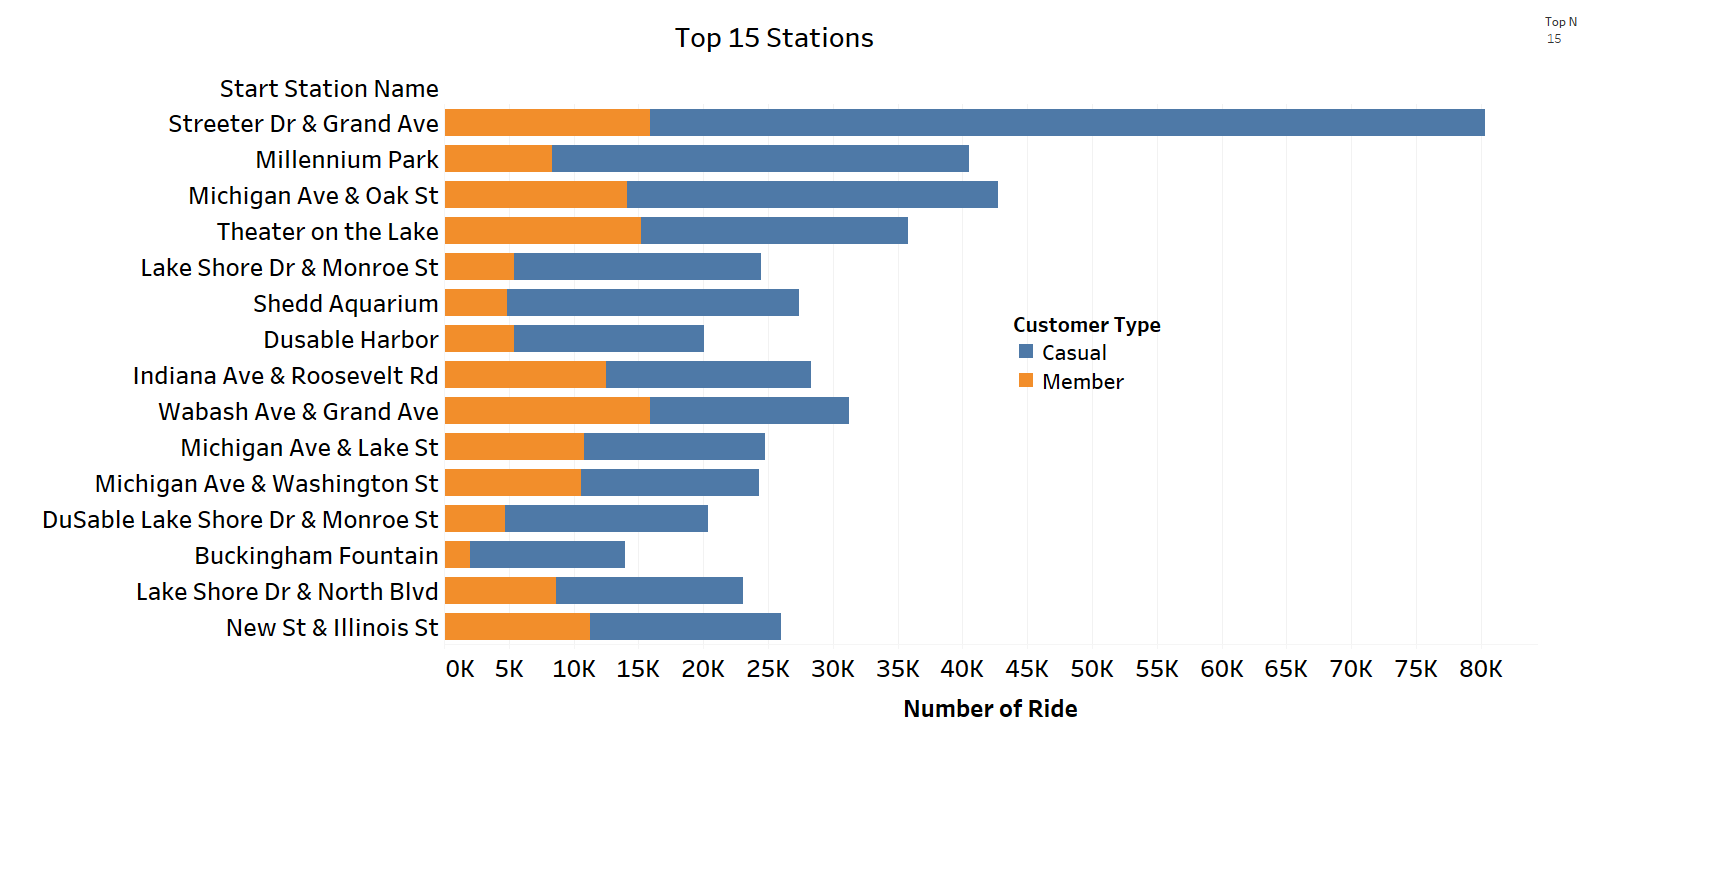 Top 15 Stations
Top N
15
Start Station Name
Streeter Dr & Grand Ave
Millennium Park
Michigan Ave & Oak St
Theater on the Lake
Lake Shore Dr & Monroe St
Shedd Aquarium
Dusable Harbor
Indiana Ave & Roosevelt Rd
Wabash Ave & Grand Ave
Michigan Ave & Lake St
Michigan Ave & Washington St
DuSable Lake Shore Dr & Monroe St
Buckingham Fountain
Lake Shore Dr & North Blvd
New St & Illinois St
Customer Type
Casual
Member
0K 5K 10K 15K 20K 25K 30K 35K 40K 45K 50K 55K 60K 65K 70K 75K 80K
Number of Ride